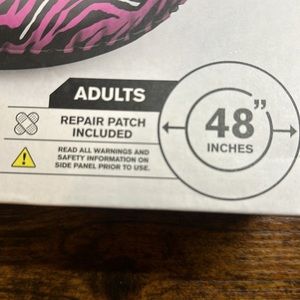 ADULTS
REPAIR PATCH
INCLUDED
READ ALL WARNINGS AND
SAFETY INFORMATION ON
SIDE PANEL PRIOR TO USE.
48”
INCHES